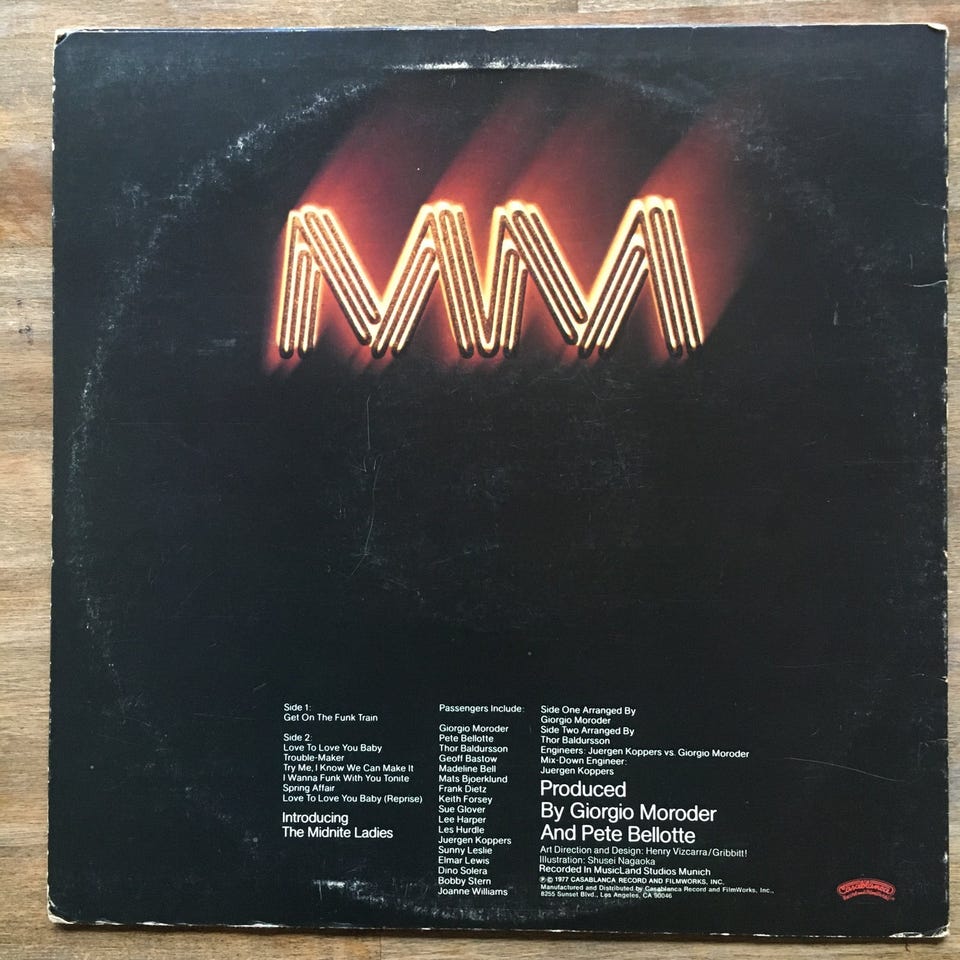 MM
Side 1:
Get On The Funk Train
Side 2:
Love To Love You Baby
Trouble-Maker
Try Me, I Know We Can Make It
I Wanna Funk With You Tonite
Spring Affair
Love To Love You Baby (Reprise)
Introducing
The Midnite Ladies
Passengers Include:
Giorgio Moroder
Pete Bellotte
Thor Baldursson
Geoff Bastow
Madeline Bell
Mats Bjoerklund
Frank Dietz
Keith Forsey
Sue Glover
Lee Harper
Les Hurdle
Juergen Koppers
Sunny Leslie
Elmar Lewis
Dino Solera
Bobby Stern
Joanne Williams
Side One Arranged By
Giorgio Moroder
Side Two Arranged By
Thor Baldursson
Engineers: Juergen Koppers vs. Giorgio Moroder
Mix-Down Engineer:
Juergen Koppers
Produced
By Giorgio Moroder
And Pete Bellotte
Art Direction and Design: Henry Vizcarra/Gribbitt!
Illustration: Shusei Nagaoka
Recorded In MusicLand Studios Munich
℗ © 1977 CASABLANCA RECORD AND FILMWORKS, INC.
Manufactured and Distributed by Casablanca Record and FilmWorks, Inc.,
8255 Sunset Blvd., Los Angeles, CA 90046
Casablanca
Record and FilmWorks